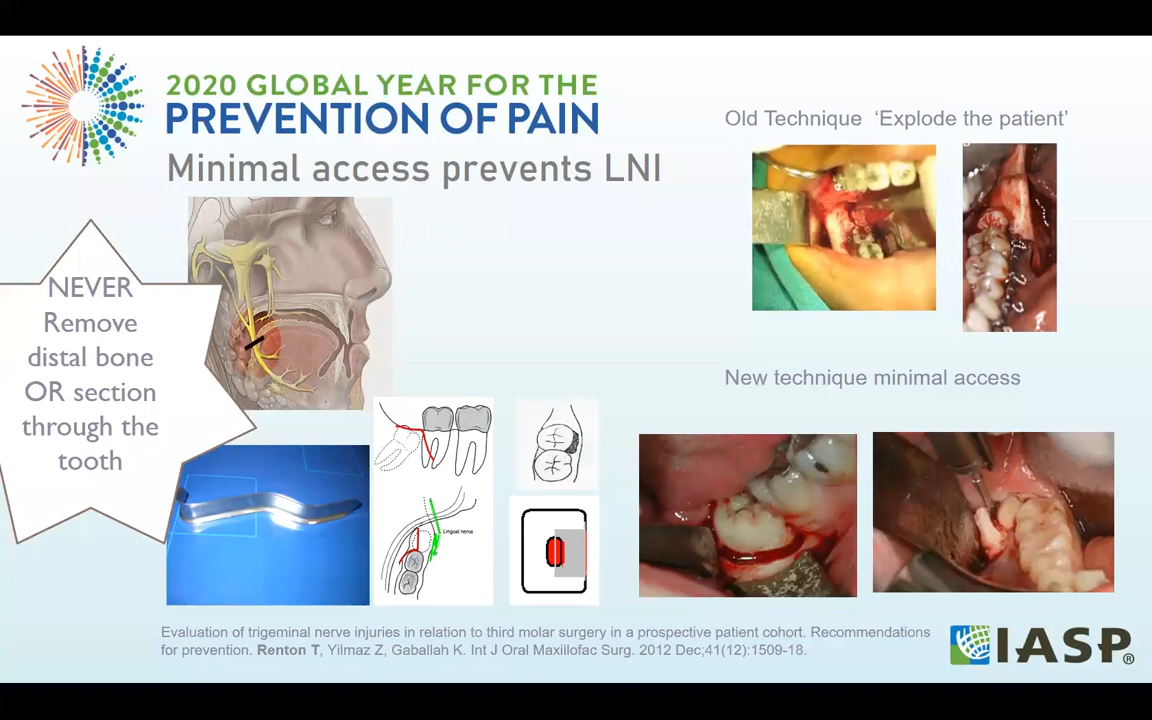 2020 GLOBAL YEAR FOR THE
PREVENTION OF PAIN
Minimal access prevents LNI
Old Technique ‘Explode the patient’
NEVER
Remove
distal bone
OR section
through the
tooth
New technique minimal access
Lingual nerve
Evaluation of trigeminal nerve injuries in relation to third molar surgery in a prospective patient cohort. Recommendations
for prevention. Renton T, Yilmaz Z, Gaballah K. Int J Oral Maxillofac Surg. 2012 Dec;41(12):1509-18.
IASP®